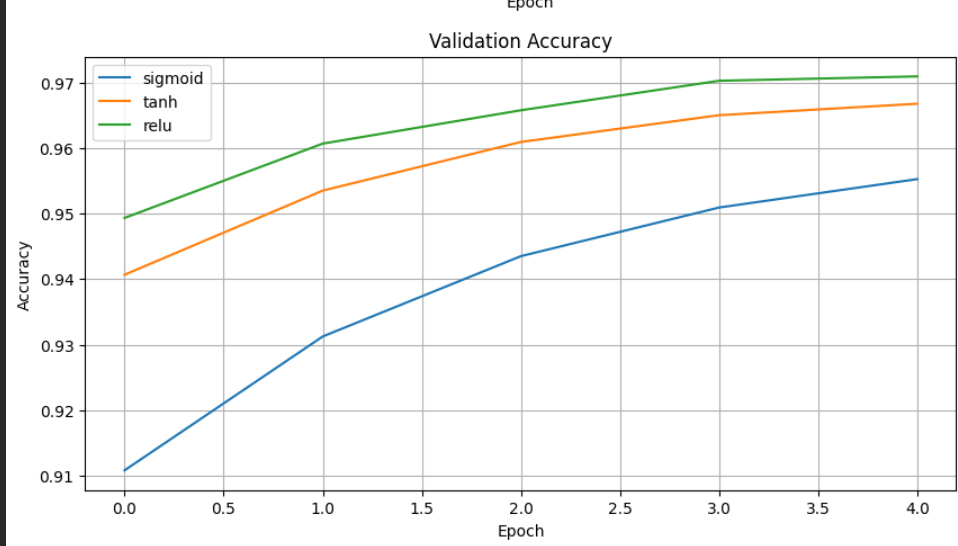 Epoch
Validation Accuracy
sigmoid
tanh
relu
0.97
0.96
0.95
0.94
0.93
0.92
0.91
Accuracy
0.0 0.5 1.0 1.5 2.0 2.5 3.0 3.5 4.0
Epoch